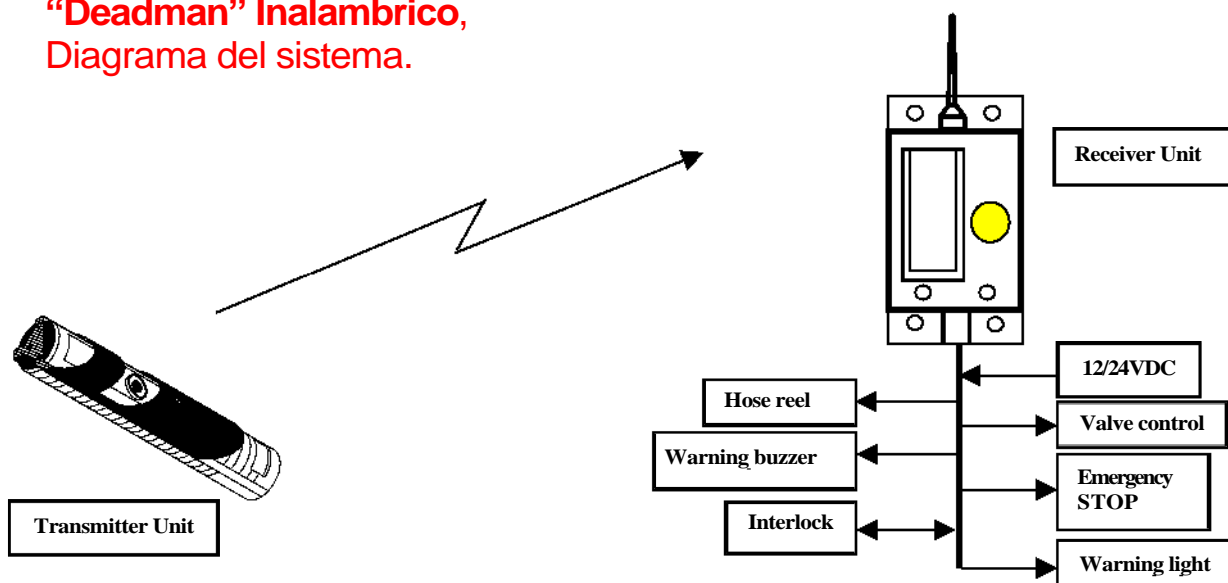 “Deadman” Inalambrico,
Diagrama del sistema.
Receiver Unit
12/24VDC
Hose reel
Valve control
Warning buzzer
Emergency
STOP
Interlock
Transmitter Unit
Warning light